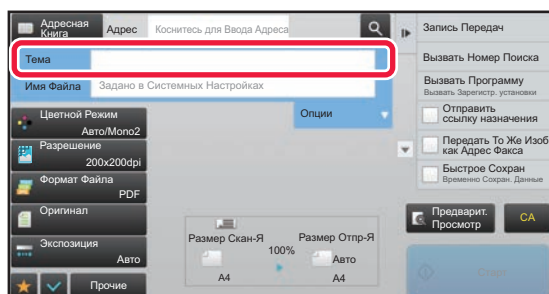 Адресная
Книга
Адрес
Коснитесь для Ввода Адреса
Тема
Имя Файла
Задано в Системных Настройках
Цветной Режим
Авто/Mono2
Опции
Разрешение
200x200dpi
Формат Файла
PDF
Оригинал
Экспозиция
Авто
Прочие
Размер Скан-Я
A4
100%
Размер Отпр-Я
Авто
A4
Запись Передач
Вызвать Номер Поиска
Вызвать Программу
Вызвать Зарегистр. установки
Отправить
ссылку назначения
Передать То Же Изоб
как Адрес Факса
Быстрое Сохран
Временно Сохран. Данные
Предварит.
Просмотр
CA